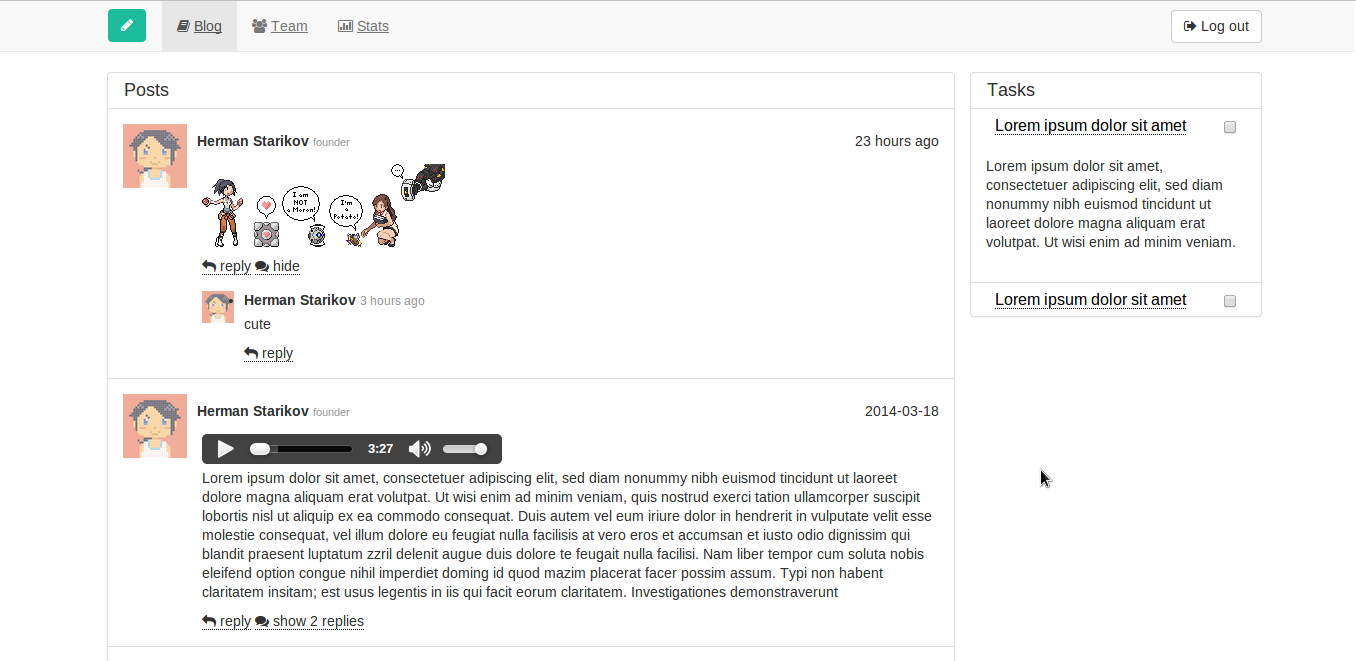 Blog Team Stats Log out
Posts
Herman Starikov founder 23 hours ago
...
I am
NOT
a Moron!
I'm
a
Potato!
reply hide
Herman Starikov 3 hours ago
cute
reply
Herman Starikov founder 2014-03-18
3:27
Lorem ipsum dolor sit amet, consectetuer adipiscing elit, sed diam nonummy nibh euismod tincidunt ut laoreet
dolore magna aliquam erat volutpat. Ut wisi enim ad minim veniam, quis nostrud exerci tation ullamcorper suscipit
lobortis nisl ut aliquip ex ea commodo consequat. Duis autem vel eum iriure dolor in hendrerit in vulputate velit esse
molestie consequat, vel illum dolore eu feugiat nulla facilisis at vero eros et accumsan et iusto odio dignissim qui
blandit praesent luptatum zzril delenit augue duis dolore te feugait nulla facilisi. Nam liber tempor cum soluta nobis
eleifend option congue nihil imperdiet doming id quod mazim placerat facer possim assum. Typi non habent
claritatem insitam; est usus legentis in iis qui facit eorum claritatem. Investigationes demonstraverunt
reply show 2 replies
Tasks
Lorem ipsum dolor sit amet
Lorem ipsum dolor sit amet,
consectetuer adipiscing elit, sed diam
nonummy nibh euismod tincidunt ut
laoreet dolore magna aliquam erat
volutpat. Ut wisi enim ad minim veniam.
Lorem ipsum dolor sit amet